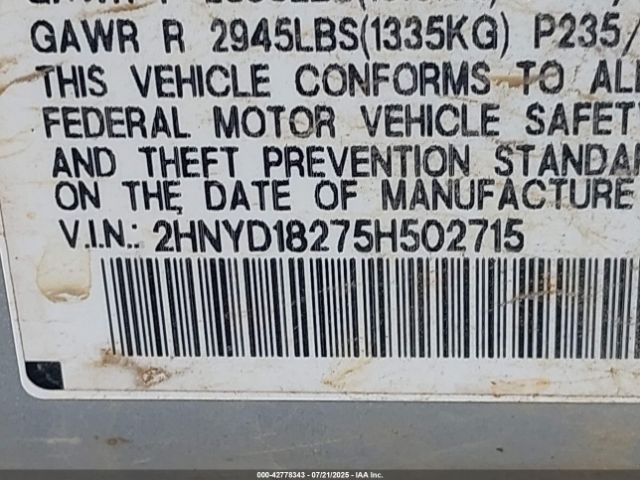 GAWR R 2945LBS(1335KG) P235/
THIS VEHICLE CONFORMS TO ALL
FEDERAL MOTOR VEHICLE SAFET
AND THEFT PREVENTION STANDA
ON THE DATE OF MANUFACTURE
V.I.N.: 2HNYD18275H502715
000-42778343 - 07/21/2025 - IAA Inc.